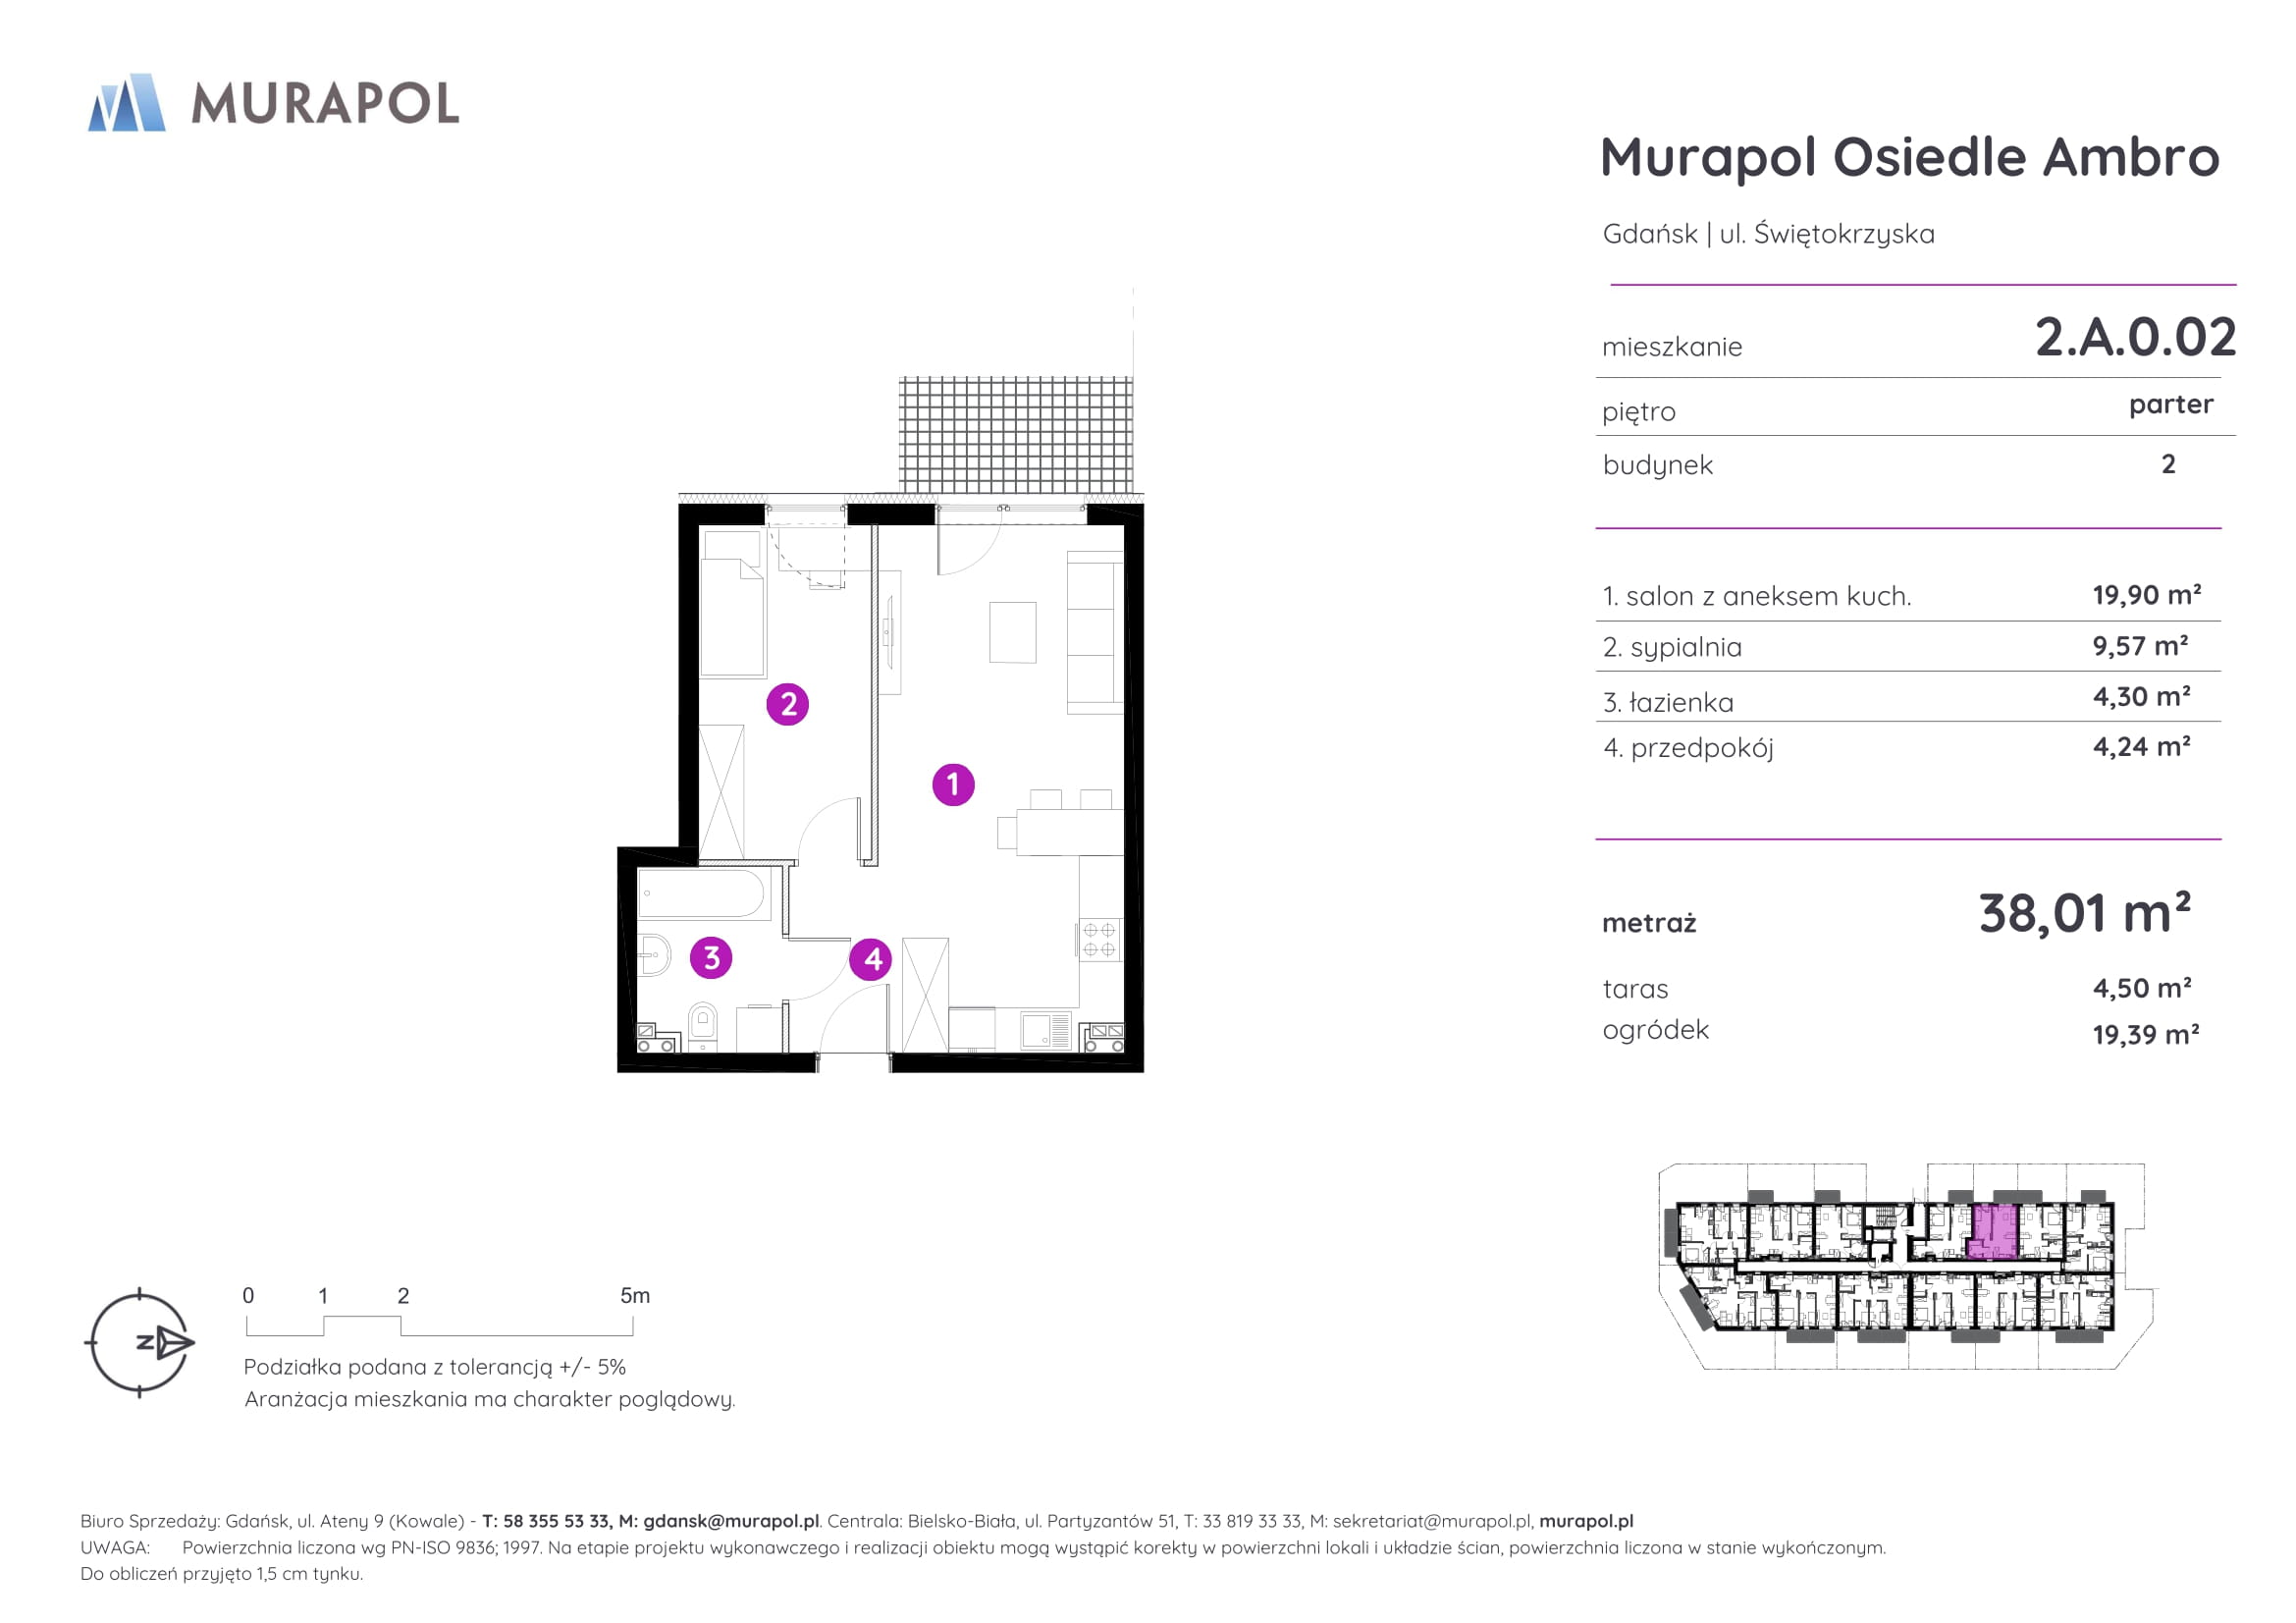 MURAPOL
Murapol Osiedle Ambro
Gdańsk | ul. Świętokrzyska
mieszkanie 2.A.0.02
piętro parter
budynek 2
1. salon z aneksem kuch. 19,90 m²
2. sypialnia 9,57 m²
3. łazienka 4,30 m²
4. przedpokój 4,24 m²
metraż 38,01 m²
taras 4,50 m²
ogródek 19,39 m²
2
1
3
4
N
0 1 2 5m
Podziałka podana z tolerancją +/- 5%
Aranżacja mieszkania ma charakter poglądowy.
Biuro Sprzedaży: Gdańsk, ul. Ateny 9 (Kowale) - T: 58 355 53 33, M: gdansk@murapol.pl. Centrala: Bielsko-Biała, ul. Partyzantów 51, T: 33 819 33 33, M: sekretariat@murapol.pl, murapol.pl
UWAGA: Powierzchnia liczona wg PN-ISO 9836; 1997. Na etapie projektu wykonawczego i realizacji obiektu mogą wystąpić korekty w powierzchni lokali i układzie ścian, powierzchnia liczona w stanie wykończonym.
Do obliczeń przyjęto 1,5 cm tynku.